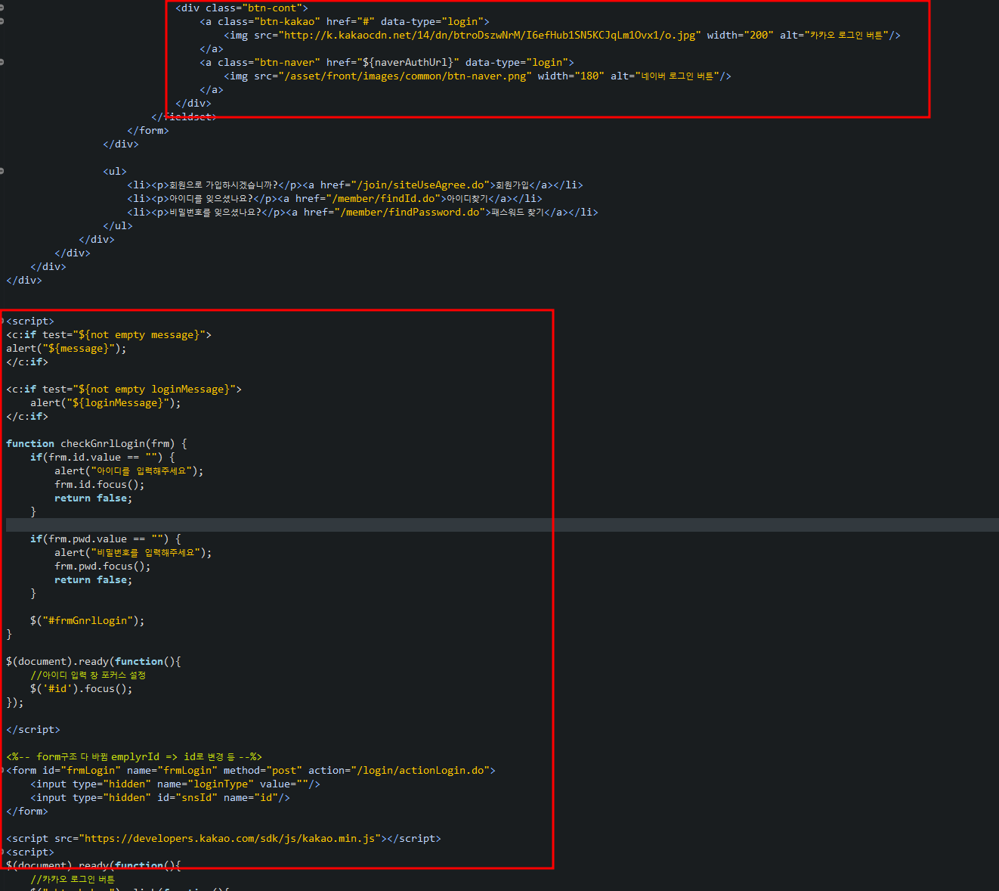 <div class="btn-cont">
<a class="btn-kakao" href="#" data-type="login">
<img src="http://k.kakaocdn.net/14/dn/btroDszwNrM/I6efHub1SN5KCJqLm1Ovx1/o.jpg" width="200" alt="카카오 로그인 버튼"/>
</a>
<a class="btn-naver" href="${naverAuthUrl}" data-type="login">
<img src="/asset/front/images/common/btn-naver.png" width="180" alt="네이버 로그인 버튼"/>
</a>
</div>
</fieldset>
</form>
</div>
<ul>
<li><p>회원으로 가입하시겠습니까?</p><a href="/join/siteUseAgree.do">회원가입</a></li>
<li><p>아이디를 잊으셨나요?</p><a href="/member/findId.do">아이디찾기</a></li>
<li><p>비밀번호를 잊으셨나요?</p><a href="/member/findPassword.do">패스워드 찾기</a></li>
</ul>
</div>
</div>
</div>
</div>
<script>
<c:if test="${not empty message}">
alert("${message}");
</c:if>
<c:if test="${not empty loginMessage}">
alert("${loginMessage}");
</c:if>
function checkGnrlLogin(frm) {
if(frm.id.value == "") {
alert("아이디를 입력해주세요");
frm.id.focus();
return false;
}
if(frm.pwd.value == "") {
alert("비밀번호를 입력해주세요");
frm.pwd.focus();
return false;
}
$("#frmGnrlLogin");
}
$(document).ready(function(){
//아이디 입력 창 포커스 설정
$('#id').focus();
});
</script>
<%-- form구조 다 바뀜 emplyrId => id로 변경 등 --%>
<form id="frmLogin" name="frmLogin" method="post" action="/login/actionLogin.do">
<input type="hidden" name="loginType" value=""/>
<input type="hidden" id="snsId" name="id"/>
</form>
<script src="https://developers.kakao.com/sdk/js/kakao.min.js"></script>
<script>
$(document).ready(function(){
//카카오 로그인 버튼